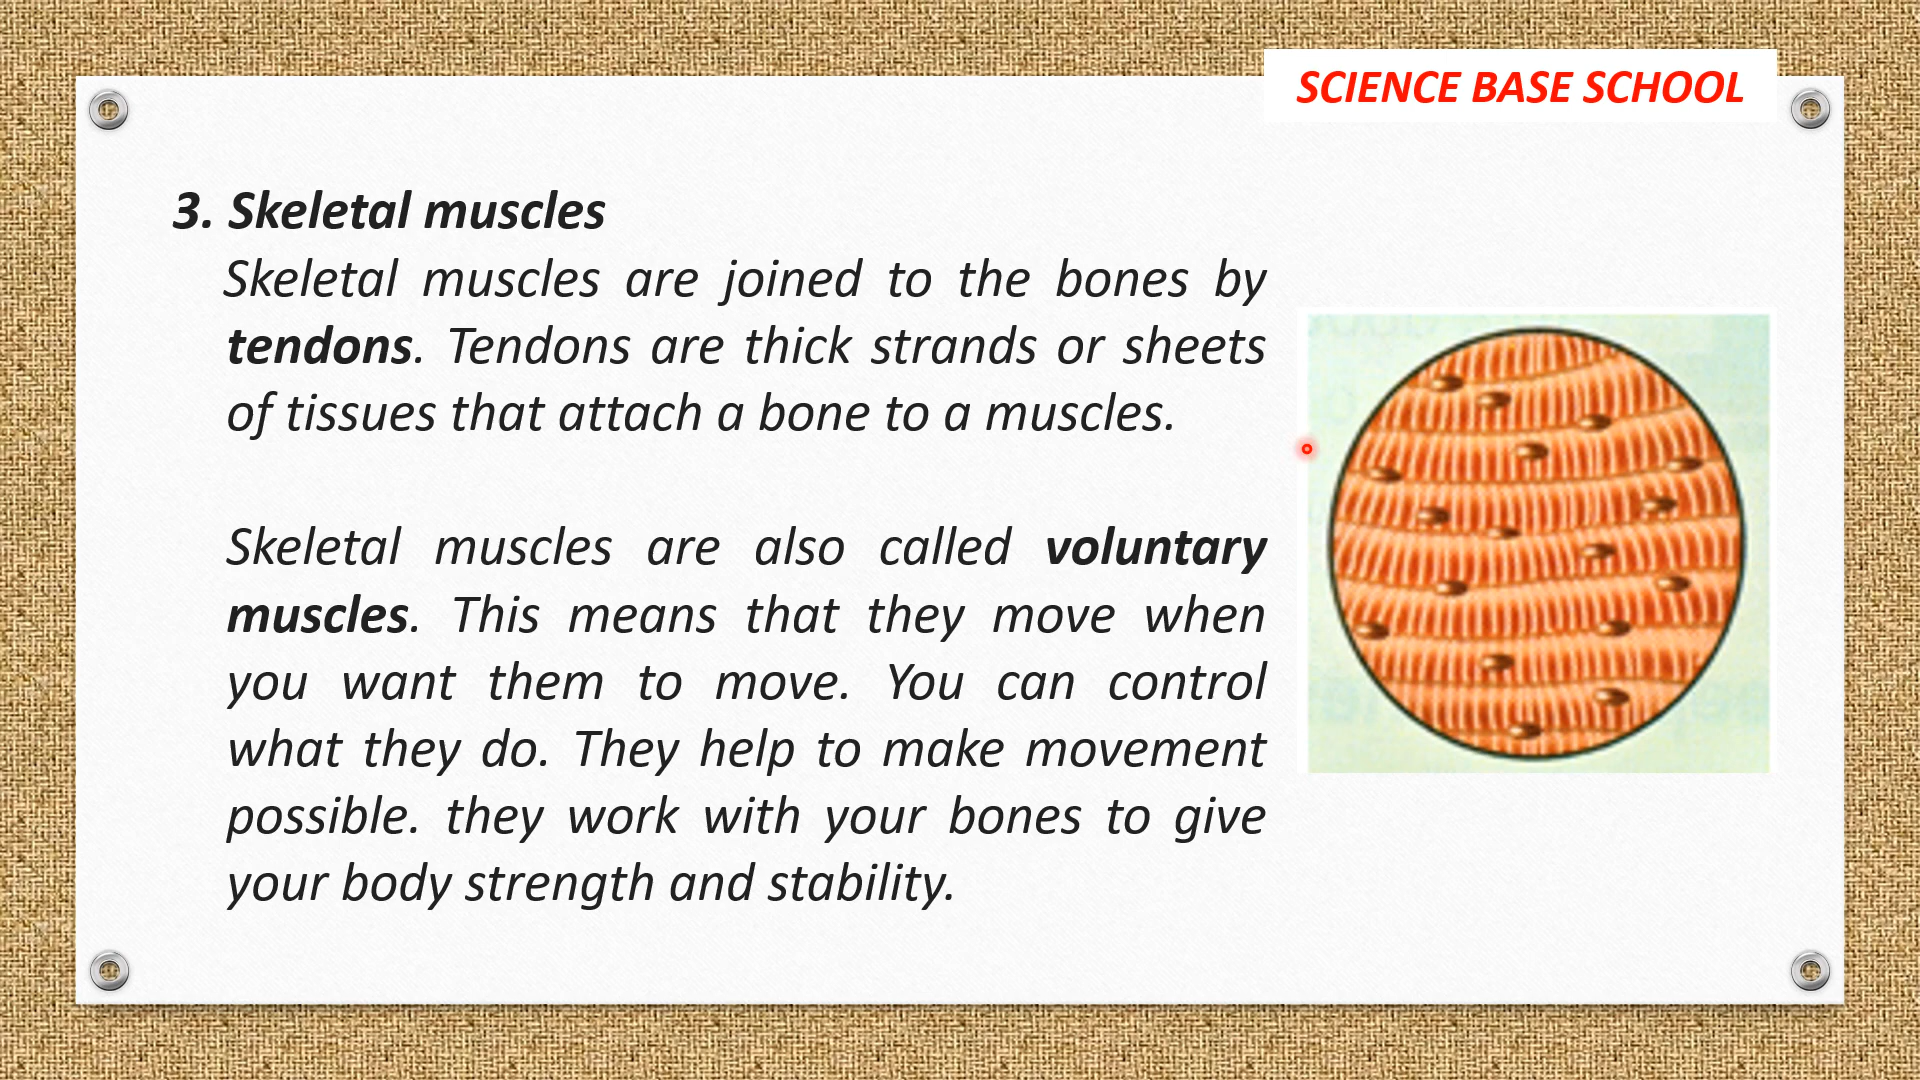 SCIENCE BASE SCHOOL
3. Skeletal muscles
Skeletal muscles are joined to the bones by
tendons. Tendons are thick strands or sheets
of tissues that attach a bone to a muscles.
Skeletal muscles are also called voluntary
muscles. This means that they move when
you want them to move. You can control
what they do. They help to make movement
possible. they work with your bones to give
your body strength and stability.